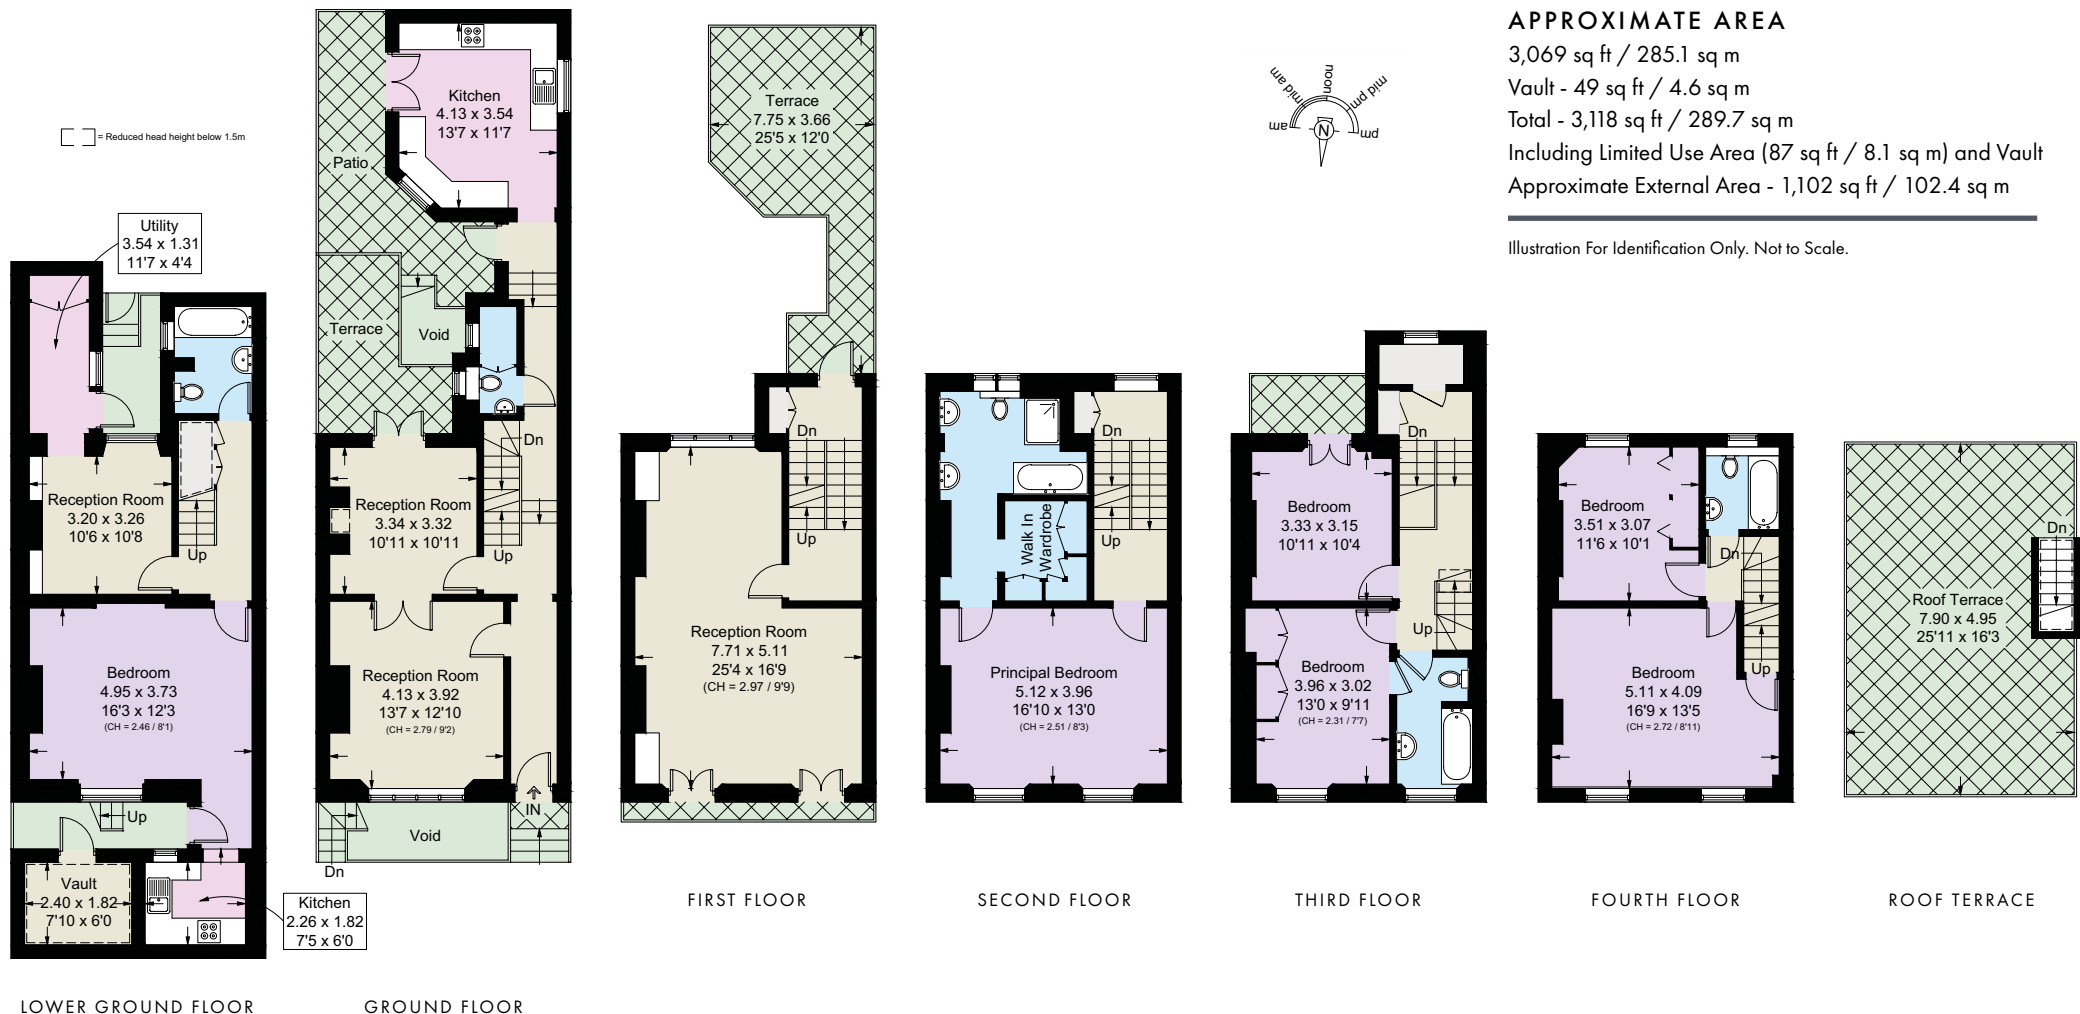 APPROXIMATE AREA
3,069 sq ft / 285.1 sq m
Vault - 49 sq ft / 4.6 sq m
Total - 3,118 sq ft / 289.7 sq m
Including Limited Use Area (87 sq ft / 8.1 sq m) and Vault
Approximate External Area - 1,102 sq ft / 102.4 sq m
Illustration For Identification Only. Not to Scale.
am
mid am
noon
mid pm
pm
N
= Reduced head height below 1.5m
Utility
3.54 x 1.31
11'7 x 4'4
Reception Room
3.20 x 3.26
10'6 x 10'8
Up
Bedroom
4.95 x 3.73
16'3 x 12'3
(CH = 2.46 / 8'1)
Up
Vault
2.40 x 1.82
7'10 x 6'0
Kitchen
2.26 x 1.82
7'5 x 6'0
LOWER GROUND FLOOR
Kitchen
4.13 x 3.54
13'7 x 11'7
Patio
Terrace
Void
Dn
Reception Room
3.34 x 3.32
10'11 x 10'11
Up
Reception Room
4.13 x 3.92
13'7 x 12'10
(CH = 2.79 / 9'2)
IN
Void
Dn
GROUND FLOOR
Terrace
7.75 x 3.66
25'5 x 12'0
Dn
Up
Reception Room
7.71 x 5.11
25'4 x 16'9
(CH = 2.97 / 9'9)
FIRST FLOOR
Dn
Walk In
Wardrobe
Up
Principal Bedroom
5.12 x 3.96
16'10 x 13'0
(CH = 2.51 / 8'3)
SECOND FLOOR
Dn
Bedroom
3.33 x 3.15
10'11 x 10'4
Up
Bedroom
3.96 x 3.02
13'0 x 9'11
(CH = 2.31 / 7'7)
THIRD FLOOR
Bedroom
3.51 x 3.07
11'6 x 10'1
Dn
Up
Bedroom
5.11 x 4.09
16'9 x 13'5
(CH = 2.72 / 8'11)
FOURTH FLOOR
Dn
Roof Terrace
7.90 x 4.95
25'11 x 16'3
ROOF TERRACE